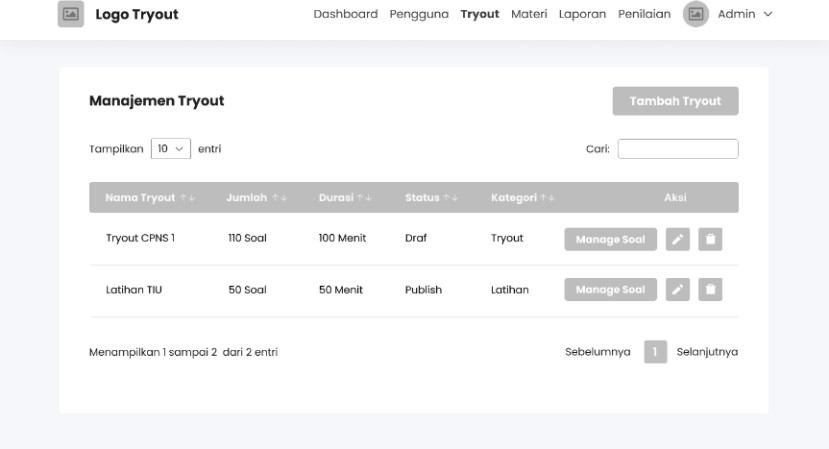 Logo Tryout Dashboard Pengguna Tryout Materi Laporan Penilaian Admin
Manajemen Tryout Tambah Tryout
Tampilkan 10 entri Cari:
Nama Tryout ↑↓ Jumlah ↑↓ Durasi ↑↓ Status ↑↓ Kategori ↑↓ Aksi
Tryout CPNS 1 110 Soal 100 Menit Draf Tryout Manage Soal
Latihan TIU 50 Soal 50 Menit Publish Latihan Manage Soal
Menampilkan 1 sampai 2 dari 2 entri Sebelumnya 1 Selanjutnya